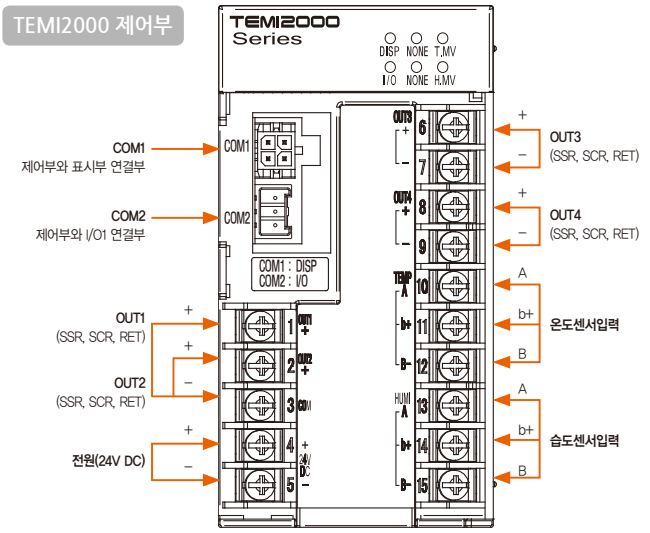 TEMI2000 제어부
TEMI2000
Series
DISP NONE T.MV
I/O NONE H.MV
COM1
제어부와 표시부 연결부
COM2
제어부와 I/O1 연결부
COM1
COM2
COM1 : DISP
COM2 : I/O
OUT1
(SSR, SCR, RET)
OUT2
(SSR, SCR, RET)
전원(24V DC)
+
+
−
+
−
1 OUT1
+
2 OUT2
+
3 COM
4 +
24V
DC
5 −
OUT3
+ 6
− 7
OUT4
+ 8
− 9
TEMP
A 10
b+ 11
B- 12
HUMI
A 13
b+ 14
B- 15
+
OUT3
−
(SSR, SCR, RET)
+
OUT4
−
(SSR, SCR, RET)
A
b+
온도센서입력
B
A
b+
습도센서입력
B